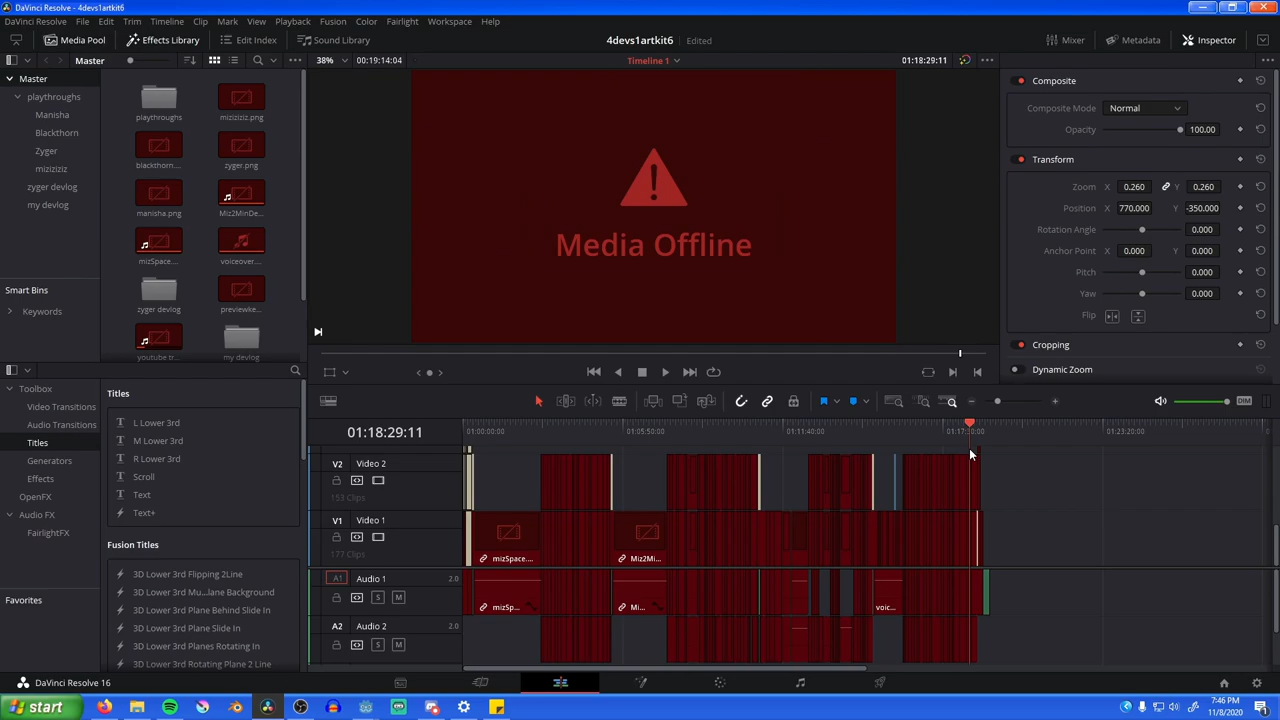 DaVinci Resolve - 4devs1artkit6
DaVinci Resolve File Edit Trim Timeline Clip Mark View Playback Fusion Color Fairlight Workspace Help
Media Pool Effects Library Edit Index Sound Library 4devs1artkit6 Edited Mixer Metadata Inspector
Master 38% 00:19:14:04 Timeline 1 01:18:29:11
Master
playthroughs
Manisha
Blackthorn
Zyger
miziziziz
zyger devlog
my devlog
Smart Bins
Keywords
playthroughs miziziziz.png
blackthorn.... zyger.png
manisha.png Miz2MinDe...
mizSpace.... voiceover...
zyger devlog previewke...
youtube tr... my devlog
Media Offline
Composite
Composite Mode Normal
Opacity 100.00
Transform
Zoom X 0.260 Y 0.260
Position X 770.000 Y -350.000
Rotation Angle 0.000
Anchor Point X 0.000 Y 0.000
Pitch 0.000
Yaw 0.000
Flip
Cropping
Dynamic Zoom
Toolbox
Video Transitions
Audio Transitions
Titles
Generators
Effects
OpenFX
Audio FX
FairlightFX
Favorites
Titles
L Lower 3rd
M Lower 3rd
R Lower 3rd
Scroll
Text
Text+
Fusion Titles
3D Lower 3rd Flipping 2Line
3D Lower 3rd Mu...lane Background
3D Lower 3rd Plane Behind Slide In
3D Lower 3rd Plane Slide In
3D Lower 3rd Planes Rotating In
3D Lower 3rd Rotating Plane 2 Line
DIM
01:18:29:11 01:00:00:00 01:05:50:00 01:11:40:00 01:17:30:00 01:23:20:00
V2 Video 2
153 Clips
V1 Video 1
177 Clips
mizSpace.... Miz2Mi...
A1 Audio 1 2.0
S M
mizSp... Mi... voic...
A2 Audio 2 2.0
S M
DaVinci Resolve 16
start 7:46 PM
11/8/2020 1